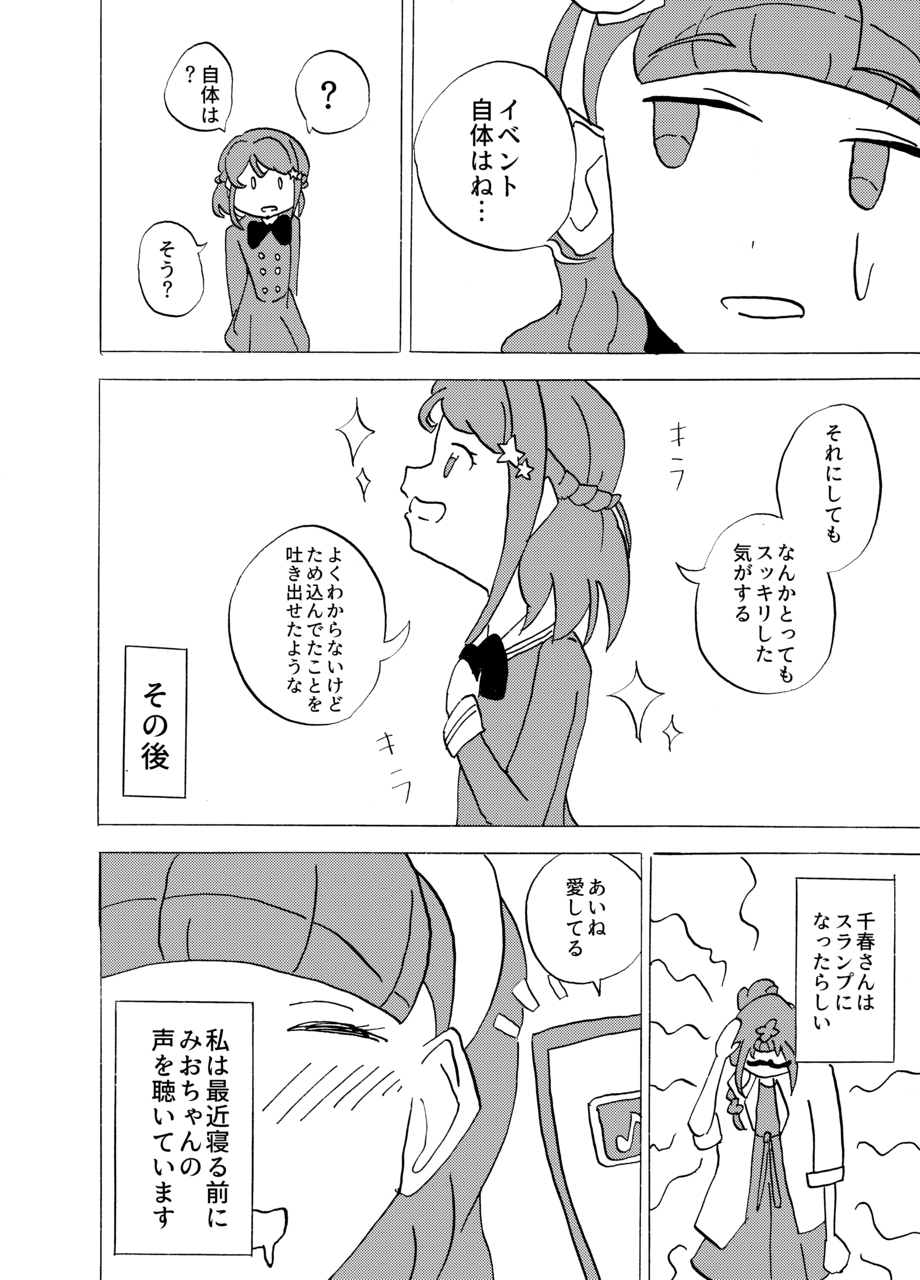 イベント
自体はね…
？
自体は
？
そう？
それにしても
なんかとっても
スッキリした
気がする
キラ
よくわからないけど
ため込んでたことを
吐き出せたような
キラ
その後
千春さんは
スランプに
なったらしい
あいね
愛してる
私は最近寝る前に
みおちゃんの
声を聴いています